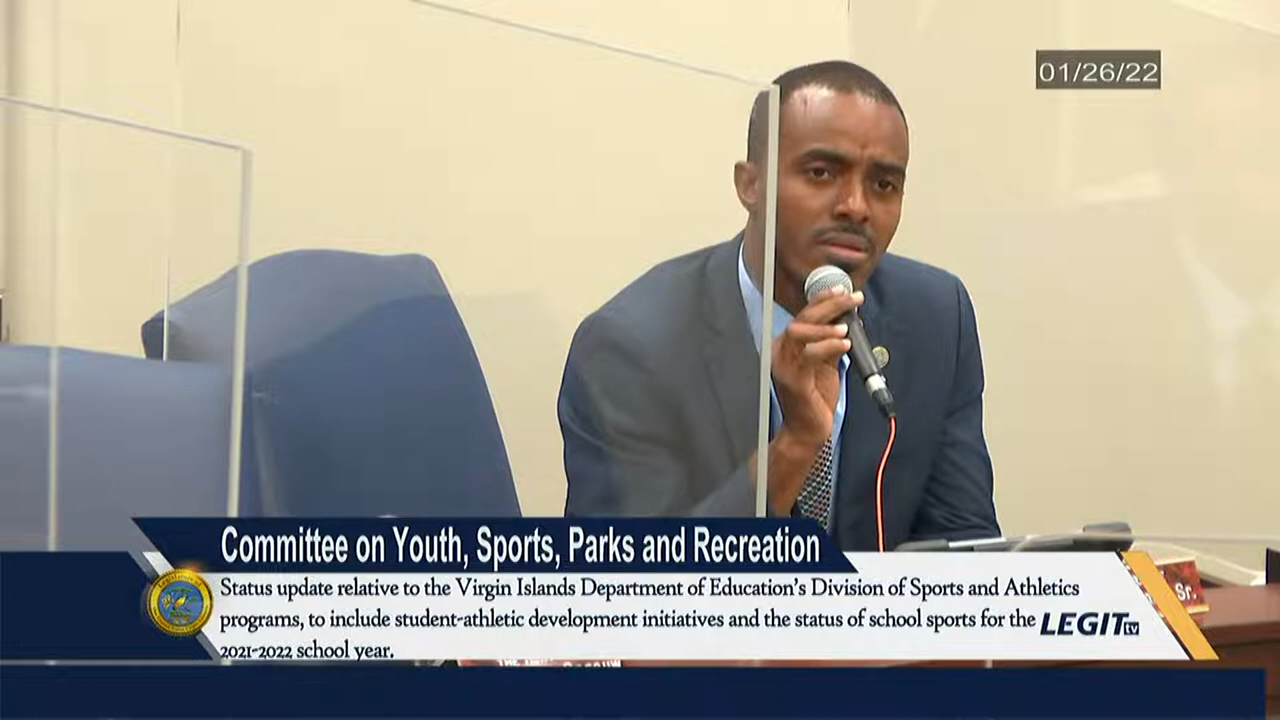 01/26/22
Committee on Youth, Sports, Parks and Recreation
Status update relative to the Virgin Islands Department of Education's Division of Sports and Athletics
programs, to include student-athletic development initiatives and the status of school sports for the
2021-2022 school year.
LEGIT tv
Sr.